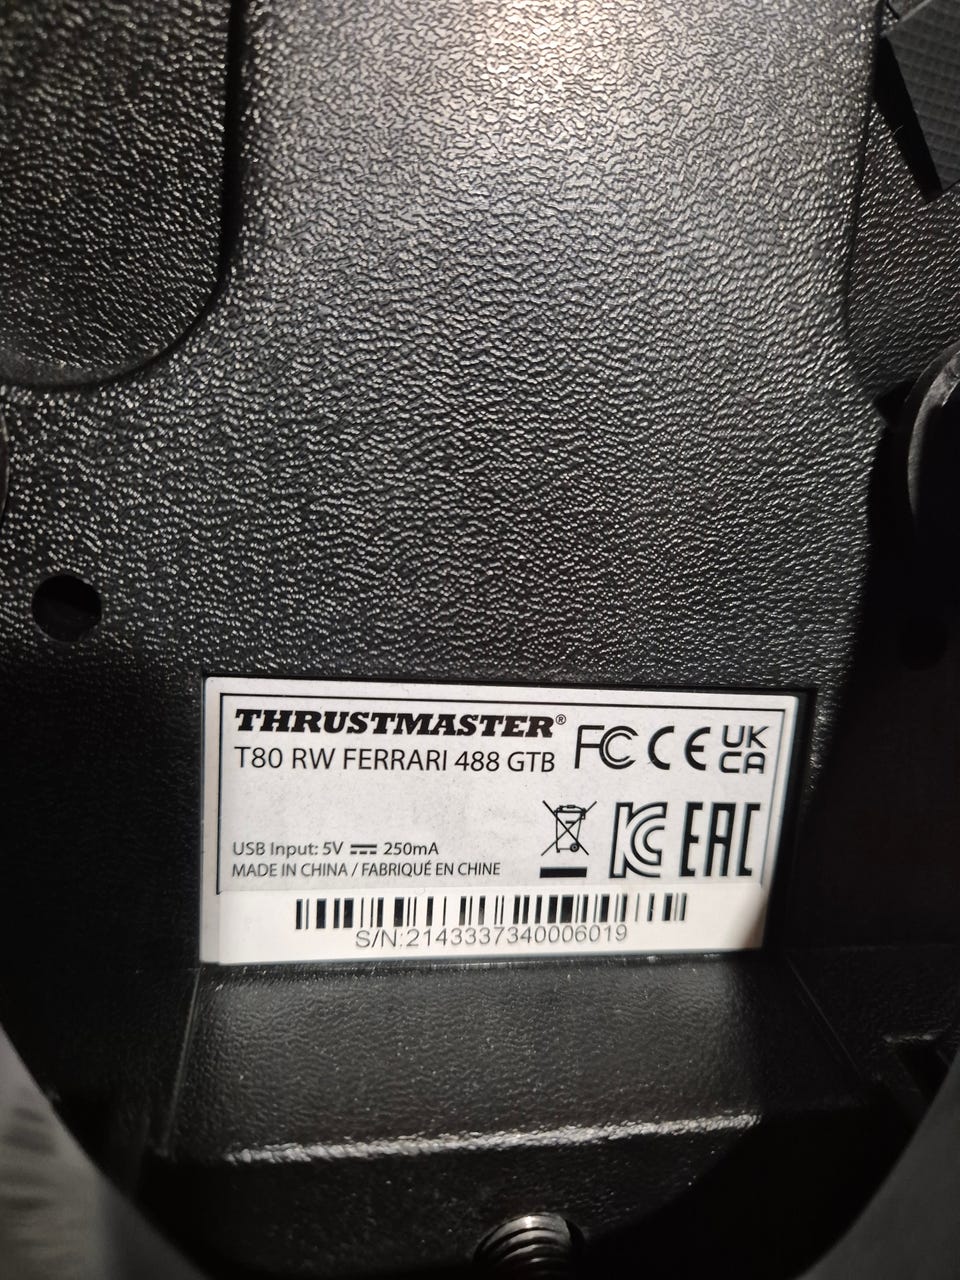 THRUSTMASTER®
T80 RW FERRARI 488 GTB
FC CE UK CA
USB Input: 5V ⎓ 250mA
MADE IN CHINA / FABRIQUÉ EN CHINE
KC EAC
S/N:2143337340006019